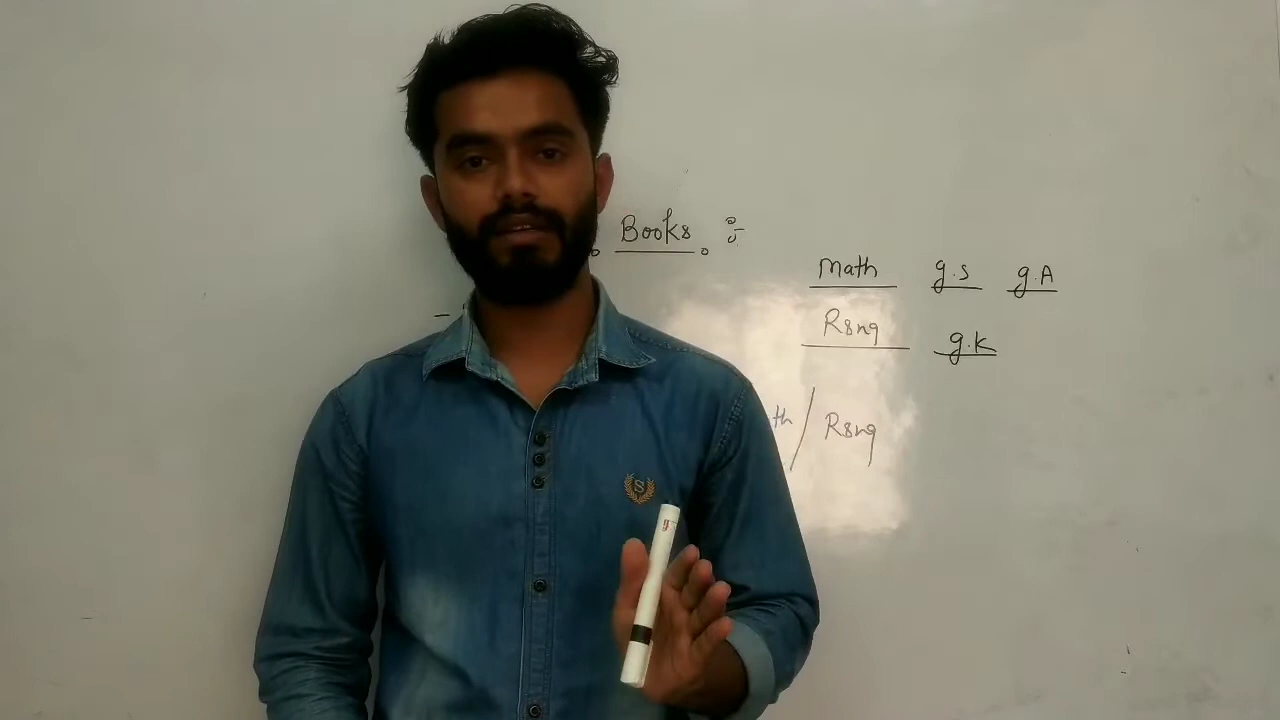 Books :-
Math g.s g.A
Rsng g.k
th / Rsng
S